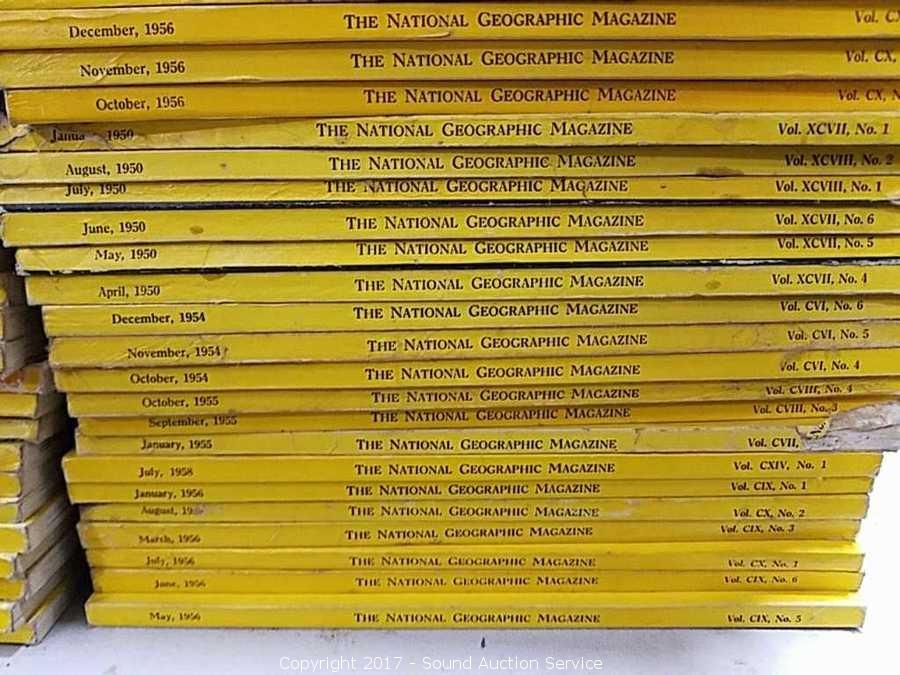 December, 1956 THE NATIONAL GEOGRAPHIC MAGAZINE Vol.
November, 1956 THE NATIONAL GEOGRAPHIC MAGAZINE Vol. CX,
October, 1956 THE NATIONAL GEOGRAPHIC MAGAZINE Vol. CX,
1950 THE NATIONAL GEOGRAPHIC MAGAZINE Vol. XCVII, No. 1
August, 1950 THE NATIONAL GEOGRAPHIC MAGAZINE Vol. XCVIII, No. 2
July, 1950 THE NATIONAL GEOGRAPHIC MAGAZINE Vol. XCVIII, No. 1
June, 1950 THE NATIONAL GEOGRAPHIC MAGAZINE Vol. XCVII, No. 6
May, 1950 THE NATIONAL GEOGRAPHIC MAGAZINE Vol. XCVII, No. 5
April, 1950 THE NATIONAL GEOGRAPHIC MAGAZINE Vol. XCVII, No. 4
December, 1954 THE NATIONAL GEOGRAPHIC MAGAZINE Vol. CVI, No. 6
November, 1954 THE NATIONAL GEOGRAPHIC MAGAZINE Vol. CVI, No. 5
October, 1954 THE NATIONAL GEOGRAPHIC MAGAZINE Vol. CVI, No. 4
October, 1955 THE NATIONAL GEOGRAPHIC MAGAZINE Vol. CVIII, No. 4
September, 1955 THE NATIONAL GEOGRAPHIC MAGAZINE Vol. CVIII, No. 3
January, 1955 THE NATIONAL GEOGRAPHIC MAGAZINE Vol. CVII, No.
July, 1958 THE NATIONAL GEOGRAPHIC MAGAZINE Vol. CXIV, No. 1
January, 1956 THE NATIONAL GEOGRAPHIC MAGAZINE Vol. CIX, No. 1
August, THE NATIONAL GEOGRAPHIC MAGAZINE Vol. CX, No. 2
March, 1956 THE NATIONAL GEOGRAPHIC MAGAZINE Vol. CIX, No. 3
July, 1956 THE NATIONAL GEOGRAPHIC MAGAZINE Vol. CX, No. 1
June, 1956 THE NATIONAL GEOGRAPHIC MAGAZINE Vol. CIX, No. 6
May, 1956 THE NATIONAL GEOGRAPHIC MAGAZINE Vol. CIX, No. 5
Copyright 2017 - Sound Auction Service